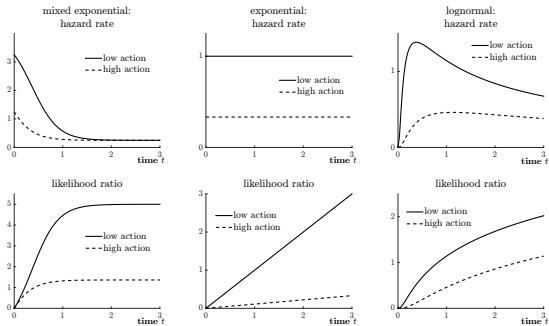 mixed exponential:
hazard rate
low action
high action
3
2
1
0
0
1
2
3
time t
exponential:
hazard rate
low action
high action
1
0
0
1
2
3
time t
lognormal:
hazard rate
low action
high action
1
0
0
1
2
3
time t
likelihood ratio
low action
high action
5
4
3
2
1
0
0
1
2
3
time t
likelihood ratio
low action
high action
3
2
1
0
0
1
2
3
time t
likelihood ratio
low action
high action
2
1
0
0
1
2
3
time t